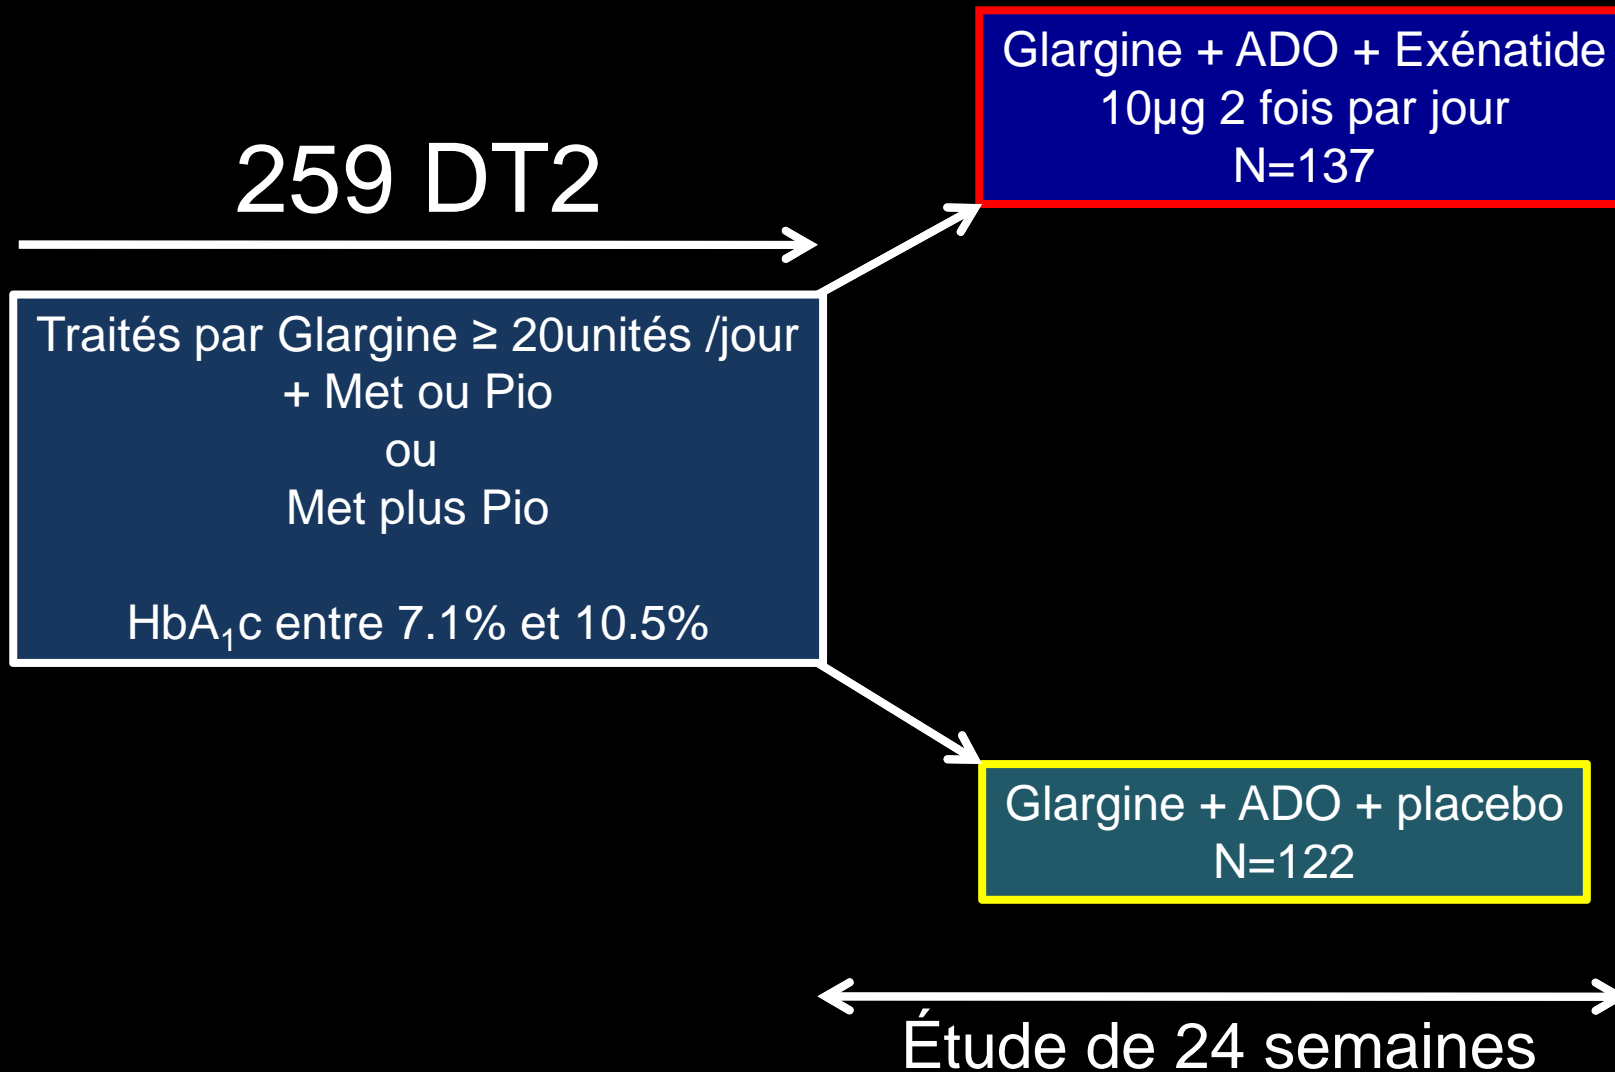 259 DT2
Traités par Glargine ≥ 20unités /jour
+ Met ou Pio
ou
Met plus Pio
HbA₁c entre 7.1% et 10.5%
Glargine + ADO + Exénatide
10µg 2 fois par jour
N=137
Glargine + ADO + placebo
N=122
Étude de 24 semaines